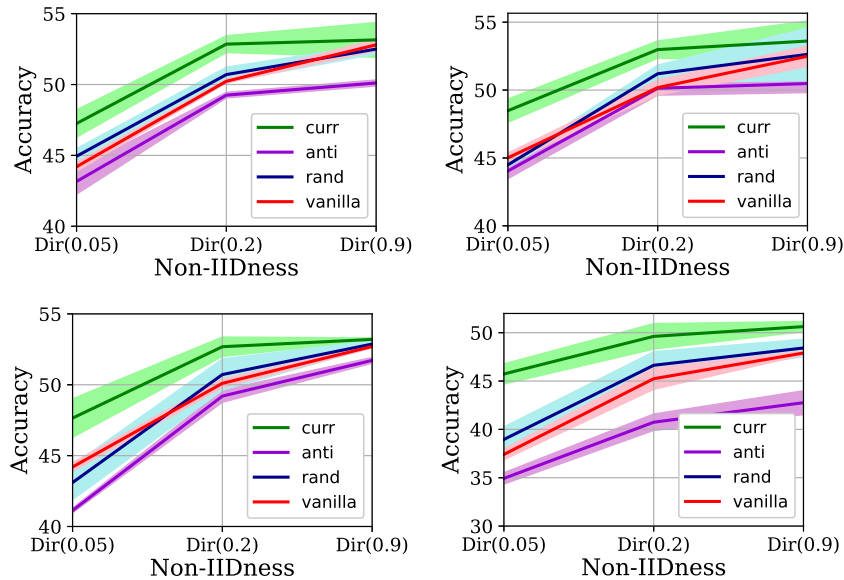 55
50
45
40
Accuracy
curr
anti
rand
vanilla
Dir(0.05) Dir(0.2) Dir(0.9)
Non-IIDness
55
50
45
40
Accuracy
curr
anti
rand
vanilla
Dir(0.05) Dir(0.2) Dir(0.9)
Non-IIDness
55
50
45
40
Accuracy
curr
anti
rand
vanilla
Dir(0.05) Dir(0.2) Dir(0.9)
Non-IIDness
50
45
40
35
30
Accuracy
curr
anti
rand
vanilla
Dir(0.05) Dir(0.2) Dir(0.9)
Non-IIDness